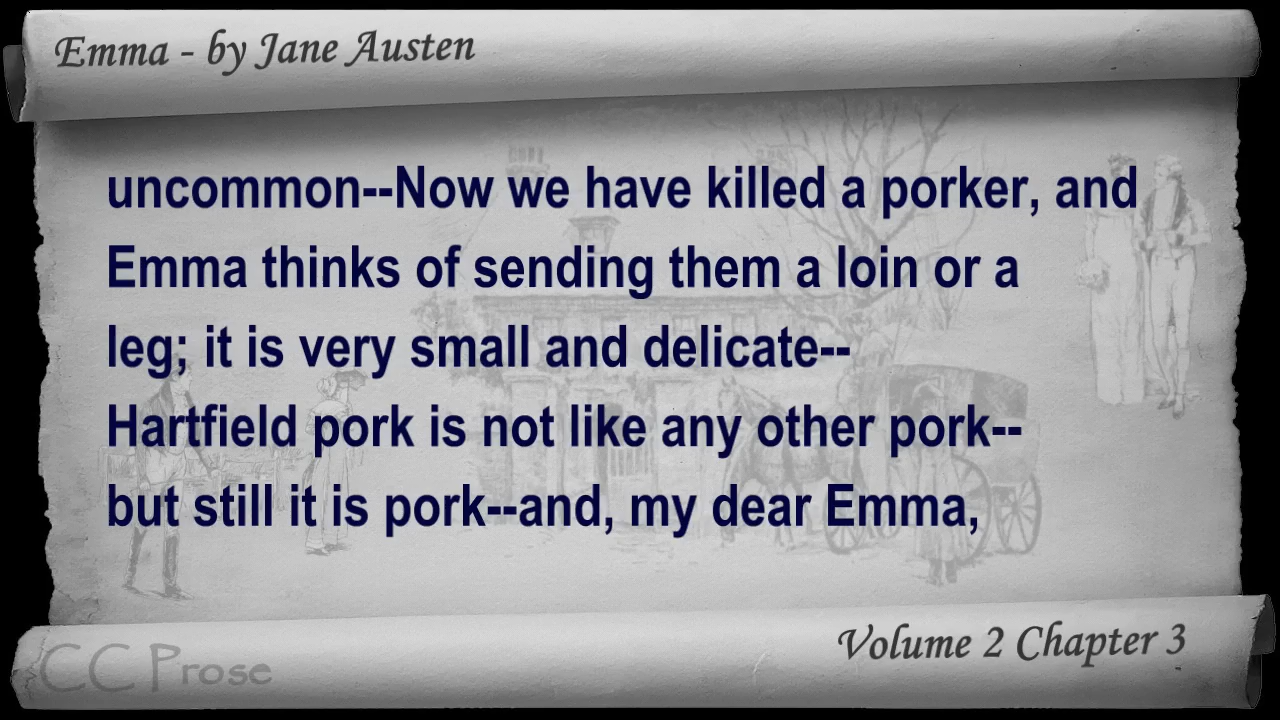 Emma - by Jane Austen
uncommon--Now we have killed a porker, and
Emma thinks of sending them a loin or a
leg; it is very small and delicate--
Hartfield pork is not like any other pork--
but still it is pork--and, my dear Emma,
Volume 2 Chapter 3
CC Prose